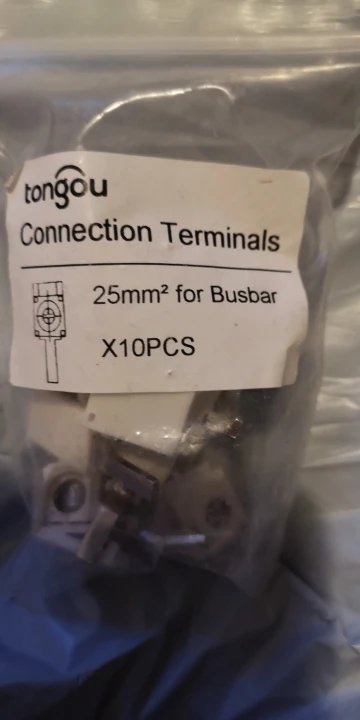 tongou
Connection Terminals
25mm² for Busbar
X10PCS